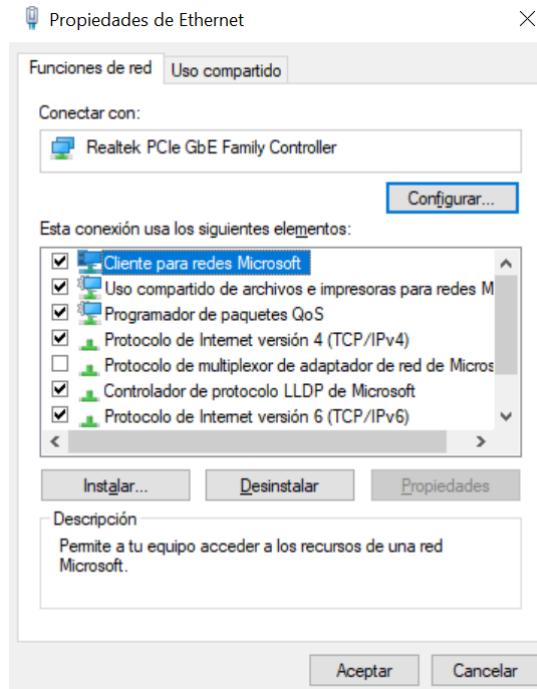 Propiedades de Ethernet
Funciones de red
Uso compartido
Conectar con:
Realtek PCIe GbE Family Controller
Configurar...
Esta conexión usa los siguientes elementos:
Cliente para redes Microsoft
Uso compartido de archivos e impresoras para redes M
Programador de paquetes QoS
Protocolo de Internet versión 4 (TCP/IPv4)
Protocolo de multiplexor de adaptador de red de Micros
Controlador de protocolo LLDP de Microsoft
Protocolo de Internet versión 6 (TCP/IPv6)
Instalar...
Desinstalar
Propiedades
Descripción
Permite a tu equipo acceder a los recursos de una red
Microsoft.
Aceptar
Cancelar